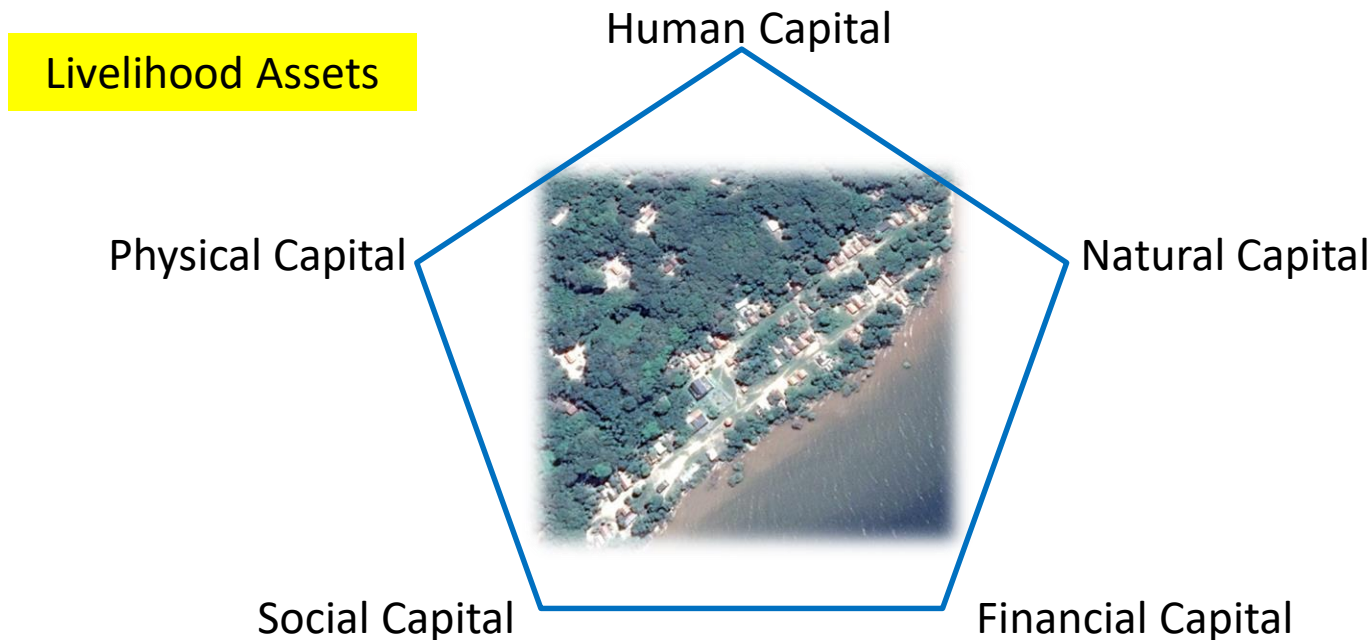 Human Capital
Livelihood Assets
Physical Capital
Natural Capital
Social Capital
Financial Capital